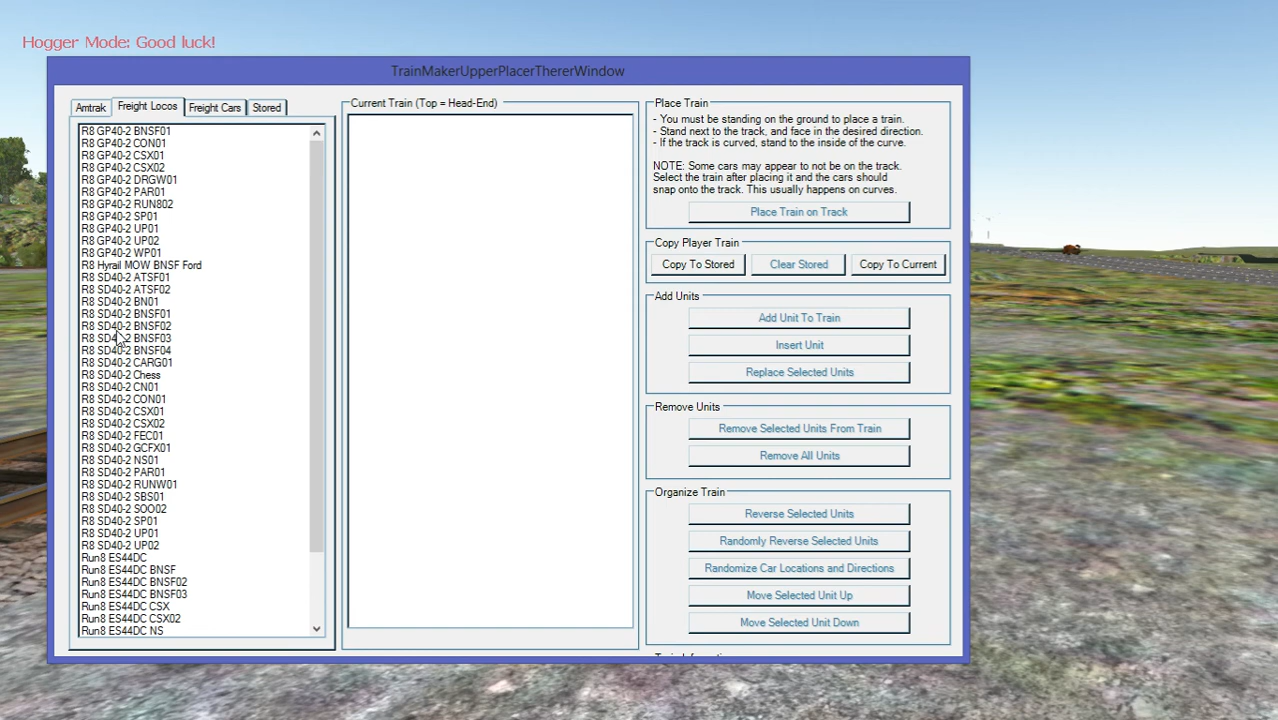 Hogger Mode: Good luck!
TrainMakerUpperPlacerThererWindow
Amtrak
Freight Locos
Freight Cars
Stored
R8 GP40-2 BNSF01
R8 GP40-2 CON01
R8 GP40-2 CSX01
R8 GP40-2 CSX02
R8 GP40-2 DRGW01
R8 GP40-2 PAR01
R8 GP40-2 RUN802
R8 GP40-2 SP01
R8 GP40-2 UP01
R8 GP40-2 UP02
R8 GP40-2 WP01
R8 Hyrail MOW BNSF Ford
R8 SD40-2 ATSF01
R8 SD40-2 ATSF02
R8 SD40-2 BN01
R8 SD40-2 BNSF01
R8 SD40-2 BNSF02
R8 SD40-2 BNSF03
R8 SD40-2 BNSF04
R8 SD40-2 CARG01
R8 SD40-2 Chess
R8 SD40-2 CN01
R8 SD40-2 CON01
R8 SD40-2 CSX01
R8 SD40-2 CSX02
R8 SD40-2 FEC01
R8 SD40-2 GCFX01
R8 SD40-2 NS01
R8 SD40-2 PAR01
R8 SD40-2 RUNW01
R8 SD40-2 SBS01
R8 SD40-2 SOO02
R8 SD40-2 SP01
R8 SD40-2 UP01
R8 SD40-2 UP02
Run8 ES44DC
Run8 ES44DC BNSF
Run8 ES44DC BNSF02
Run8 ES44DC BNSF03
Run8 ES44DC CSX
Run8 ES44DC CSX02
Run8 ES44DC NS
Current Train (Top = Head-End)
Place Train
- You must be standing on the ground to place a train.
- Stand next to the track, and face in the desired direction.
- If the track is curved, stand to the inside of the curve.
NOTE: Some cars may appear to not be on the track.
Select the train after placing it and the cars should
snap onto the track. This usually happens on curves.
Place Train on Track
Copy Player Train
Copy To Stored
Clear Stored
Copy To Current
Add Units
Add Unit To Train
Insert Unit
Replace Selected Units
Remove Units
Remove Selected Units From Train
Remove All Units
Organize Train
Reverse Selected Units
Randomly Reverse Selected Units
Randomize Car Locations and Directions
Move Selected Unit Up
Move Selected Unit Down